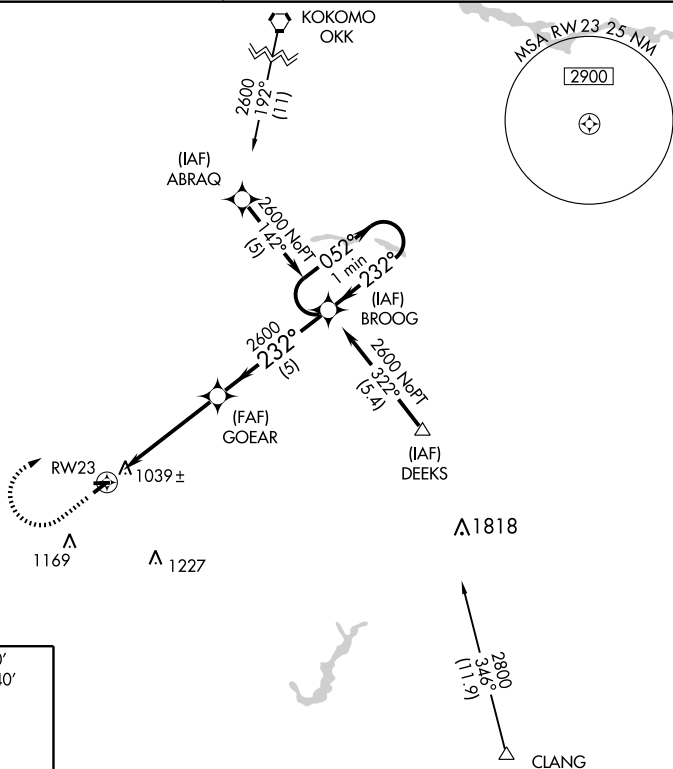 KOKOMO
OKK
MSA RW 23 25 NM
2900
2600
192°
(11)
(IAF)
ABRAQ
2600 NoPT
142°
(5)
052°
1 min
232°
(IAF)
BROOG
2600
232°
(5)
2600 NoPT
322°
(5.4)
(FAF)
GOEAR
(IAF)
DEEKS
RW23
1039±
1169
1227
1818
2800
346°
(11.9)
CLANG